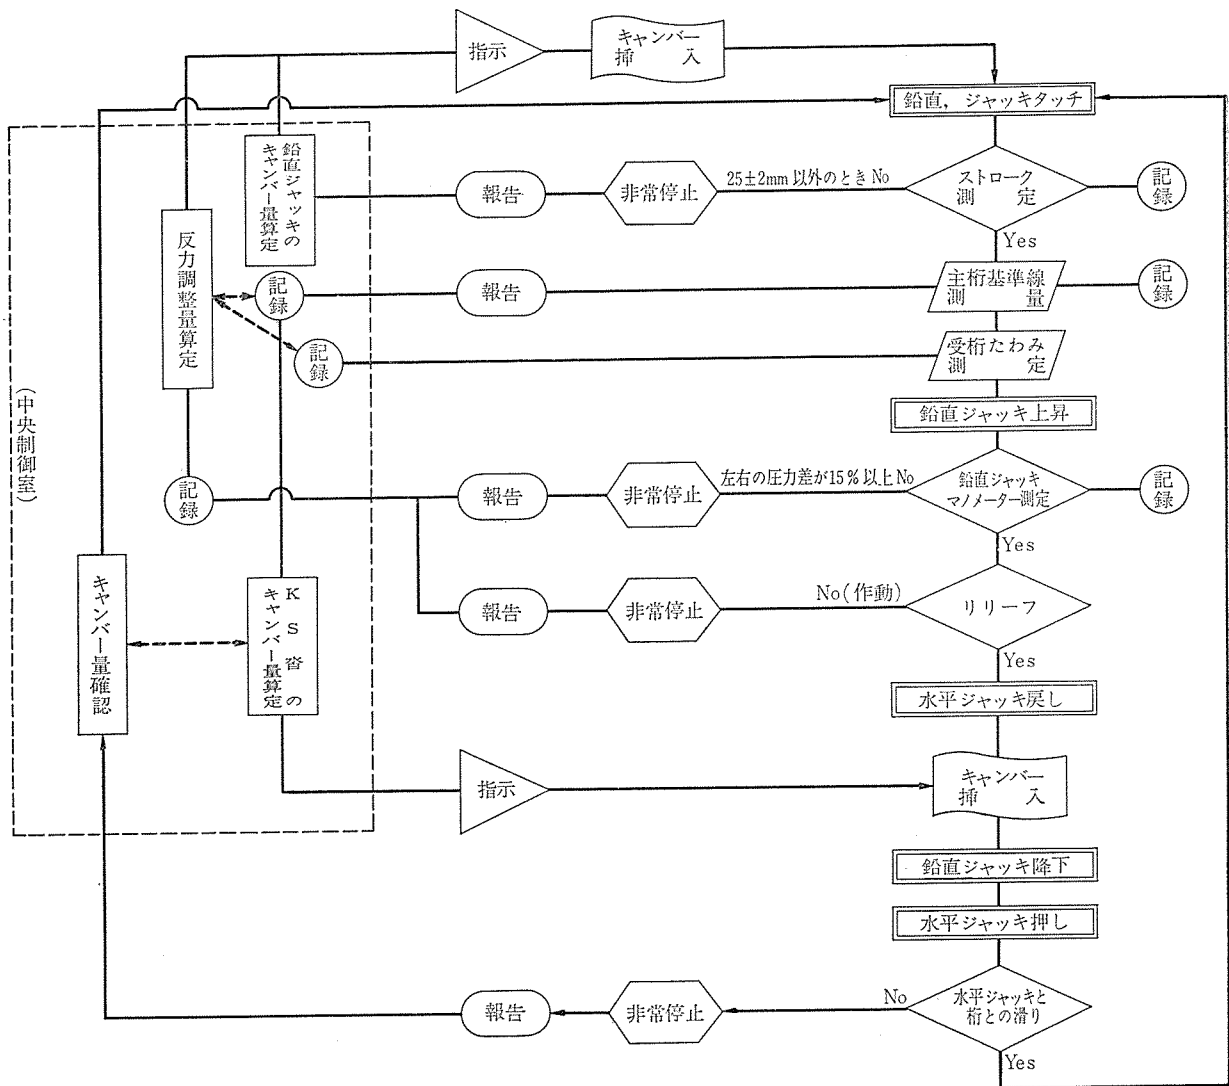 指示
キャンバー
挿 入
鉛直，ジャッキタッチ
鉛直ジャッキの
キャンバー量算定
報告
非常停止
25±2mm 以外のとき No
ストローク
測 定
記録
Yes
反力調整量算定
記録
報告
主桁基準線
測 量
記録
記録
受桁たわみ
測 定
(中央制御室)
鉛直ジャッキ上昇
記録
報告
非常停止
左右の圧力差が15％以上 No
鉛直ジャッキ
マノメーター測定
記録
Yes
キャンバー量確認
KS沓の
キャンバー量算定
報告
非常停止
No(作動)
リリーフ
Yes
水平ジャッキ戻し
指示
キャンバー
挿 入
鉛直ジャッキ降下
水平ジャッキ押し
報告
非常停止
No
水平ジャッキと
桁との滑り
Yes